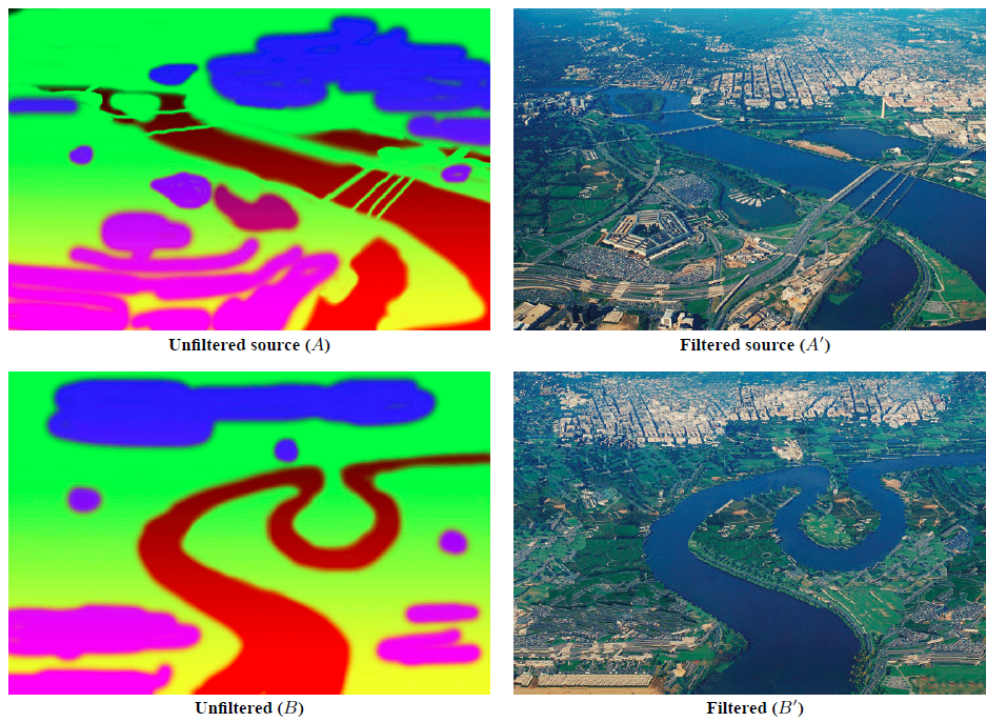 Unfiltered source (A)
Filtered source (A′)
Unfiltered (B)
Filtered (B′)